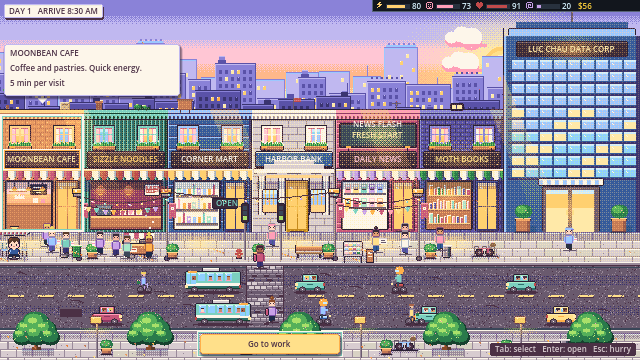 DAY 1 ARRIVE 8:30 AM
80 73 91 $56
MOONBEAN CAFE
Coffee and pastries. Quick energy.
5 min per visit
LUC CHAU DATA CORP
NEWS FLASH
FRESH START
MOONBEAN CAFE
SIZZLE NOODLES
CORNER MART
HARBOR BANK
DAILY NEWS
MOTH BOOKS
OPEN
Go to work
Tab: select Enter: open Esc: hurry